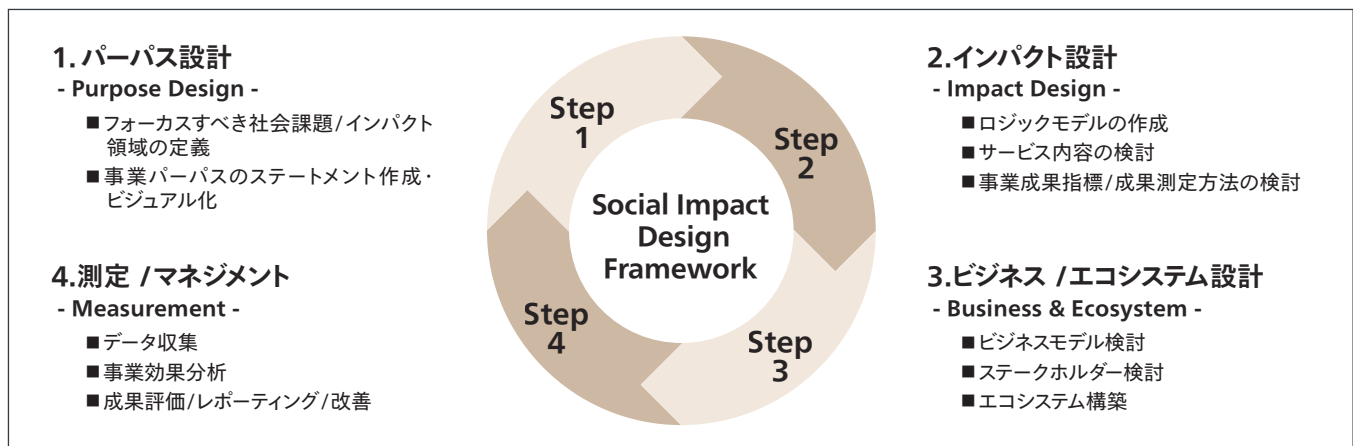 1. パーパス設計
- Purpose Design -
■フォーカスすべき社会課題/インパクト
領域の定義
■事業パーパスのステートメント作成・
ビジュアル化
2.インパクト設計
- Impact Design -
■ロジックモデルの作成
■サービス内容の検討
■事業成果指標/成果測定方法の検討
Step
1
Step
2
Social Impact
Design
Framework
Step
4
Step
3
4.測定 /マネジメント
- Measurement -
■データ収集
■事業効果分析
■成果評価/レポーティング/改善
3.ビジネス /エコシステム設計
- Business & Ecosystem -
■ビジネスモデル検討
■ステークホルダー検討
■エコシステム構築